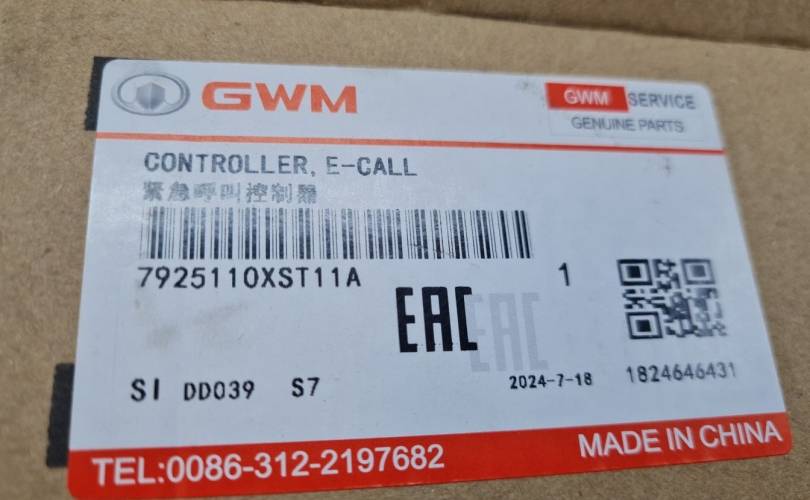 GWM
GWM SERVICE
GENUINE PARTS
CONTROLLER, E-CALL
紧急呼叫控制器
7925110XST11A
1
EAC
EAC
SI DD039 S7
2024-7-18
1824646431
TEL:0086-312-2197682
MADE IN CHINA